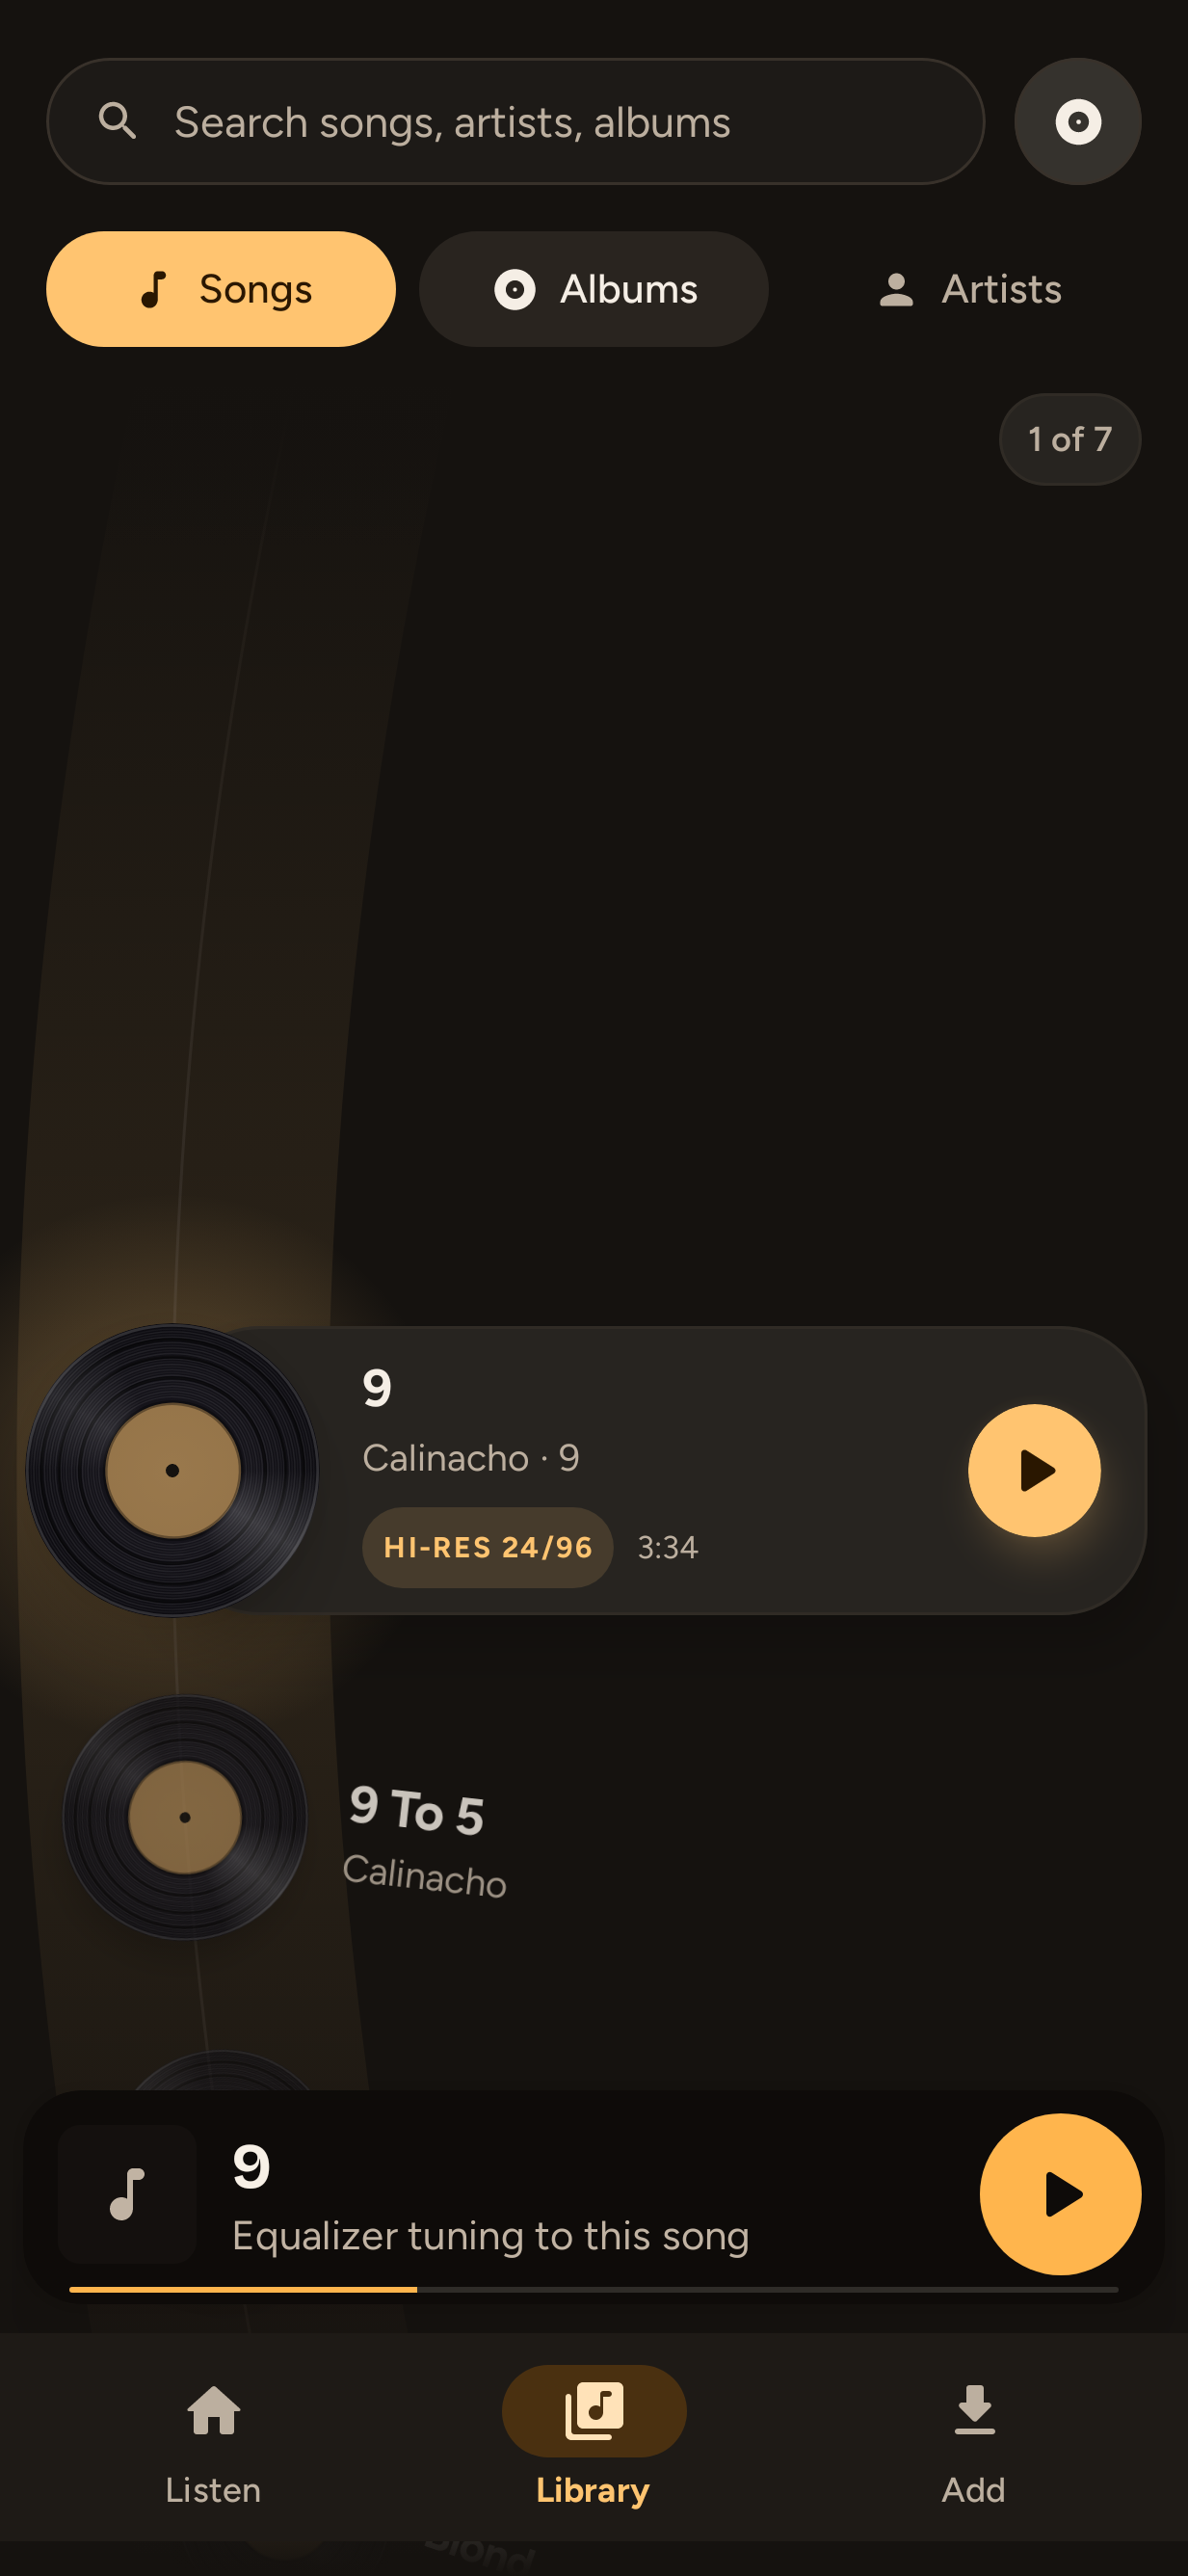 Search songs, artists, albums
Songs
Albums
Artists
1 of 7
9
Calinacho · 9
HI-RES 24/96 3:34
9 To 5
Calinacho
9
Equalizer tuning to this song
Listen
Library
Add
Blond